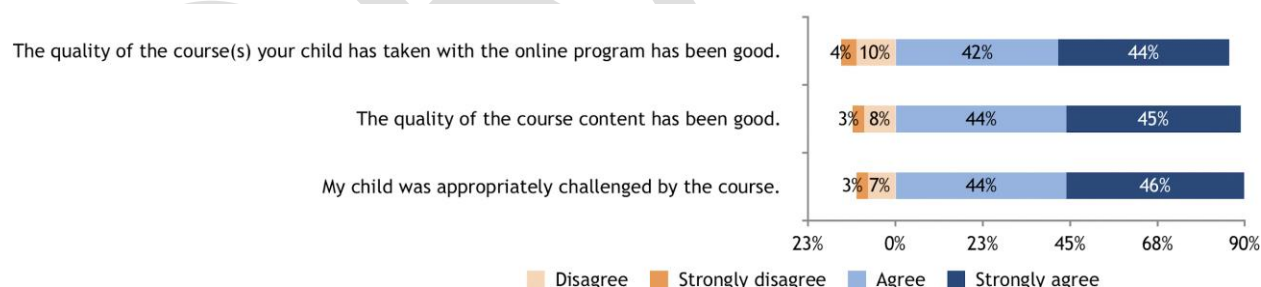 The quality of the course(s) your child has taken with the online program has been good.
4% 10% 42% 44%
The quality of the course content has been good.
3% 8% 44% 45%
My child was appropriately challenged by the course.
3% 7% 44% 46%
23% 0% 23% 45% 68% 90%
Disagree Strongly disagree Agree Strongly agree